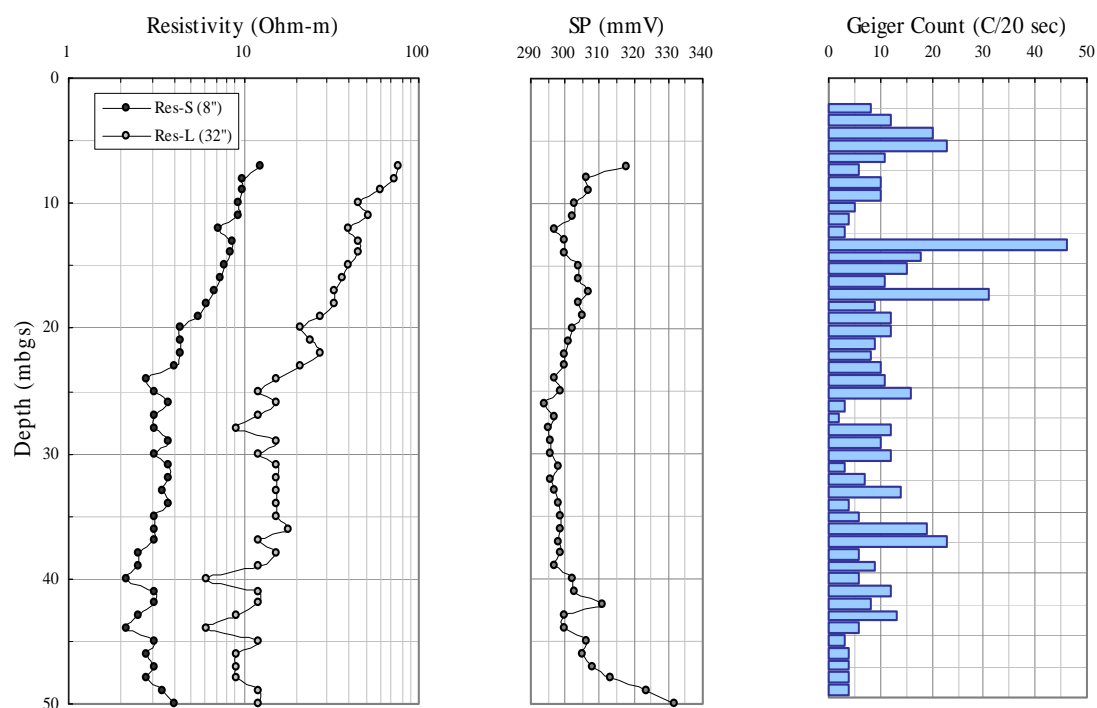 Resistivity (Ohm-m)
1 10 100
SP (mmV)
290 300 310 320 330 340
Geiger Count (C/20 sec)
0 10 20 30 40 50
Depth (mbgs)
0
10
20
30
40
50
Res-S (8")
Res-L (32")